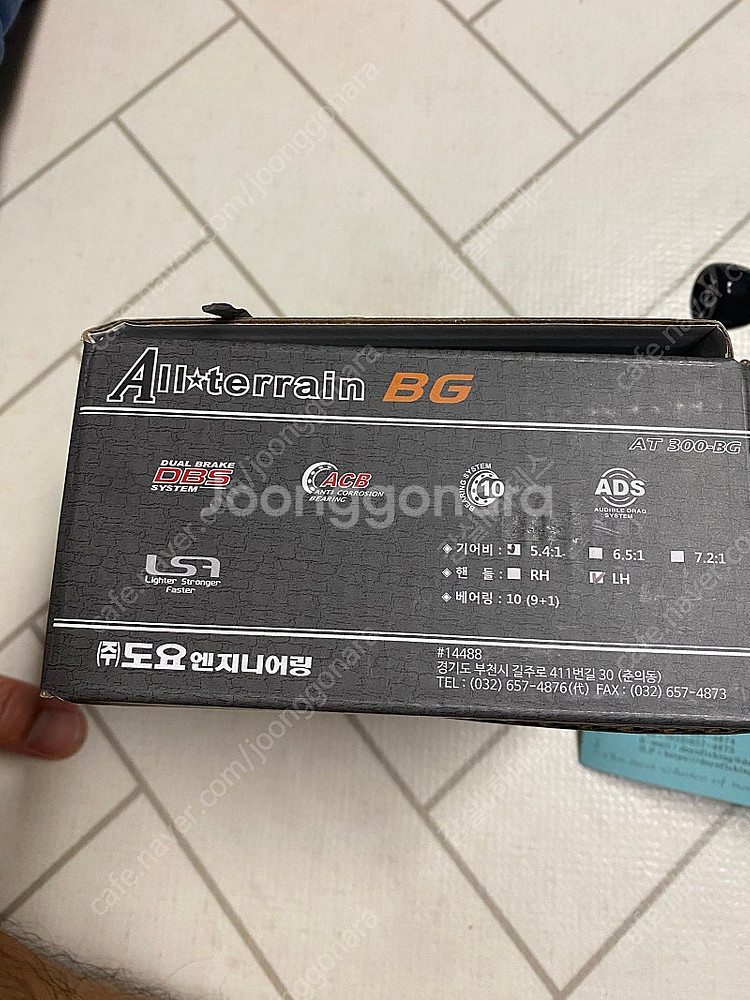 All★terrain BG
AT 300-BG
DUAL BRAKE
DBS
SYSTEM
ACB
ANTI CORROSION
BEARING
BEARING SYSTEM
10
ADS
AUDIBLE DRAG
SYSTEM
Joonggonara
LSF
Lighter Stronger
Faster
◈ 기어비 : 5.4:1 6.5:1 7.2:1
◈ 핸 들 : RH LH
◈ 베어링 : 10 (9+1)
㈜도요엔지니어링
#14488
경기도 부천시 길주로 411번길 30 (춘의동)
TEL : (032) 657-4876(代) FAX : (032) 657-4873
cafe.naver.com/joonggonara